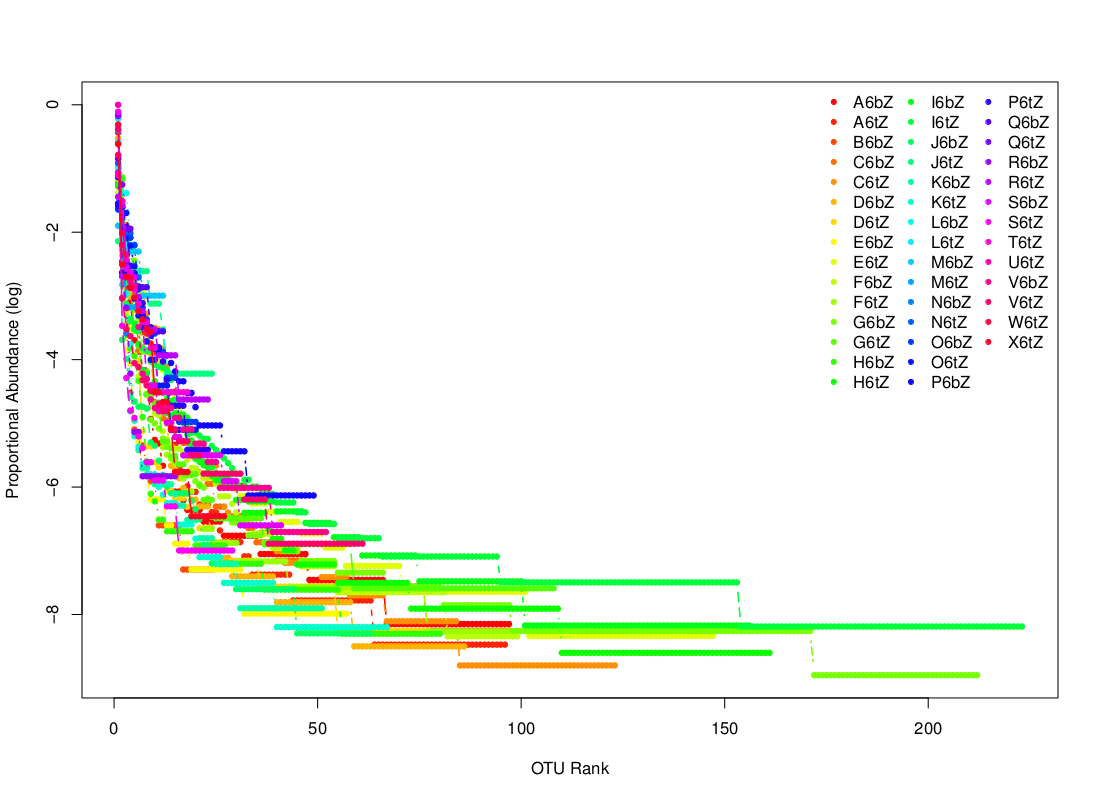 A6bZ I6bZ P6tZ
A6tZ I6tZ Q6bZ
B6bZ J6bZ Q6tZ
C6bZ J6tZ R6bZ
C6tZ K6bZ R6tZ
D6bZ K6tZ S6bZ
D6tZ L6bZ S6tZ
E6bZ L6tZ T6tZ
E6tZ M6bZ U6tZ
F6bZ M6tZ V6bZ
F6tZ N6bZ V6tZ
G6bZ N6tZ W6tZ
G6tZ O6bZ X6tZ
H6bZ O6tZ
H6tZ P6bZ
0
-2
-4
-6
-8
Proportional Abundance (log)
0 50 100 150 200
OTU Rank